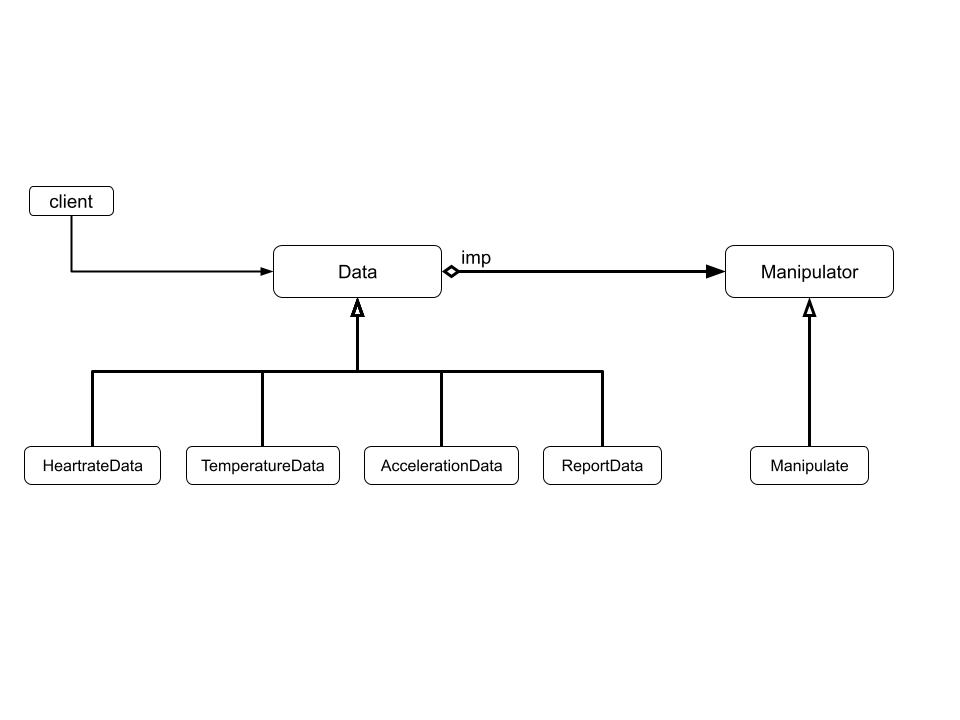 client
imp
Data
Manipulator
HeartrateData
TemperatureData
AccelerationData
ReportData
Manipulate